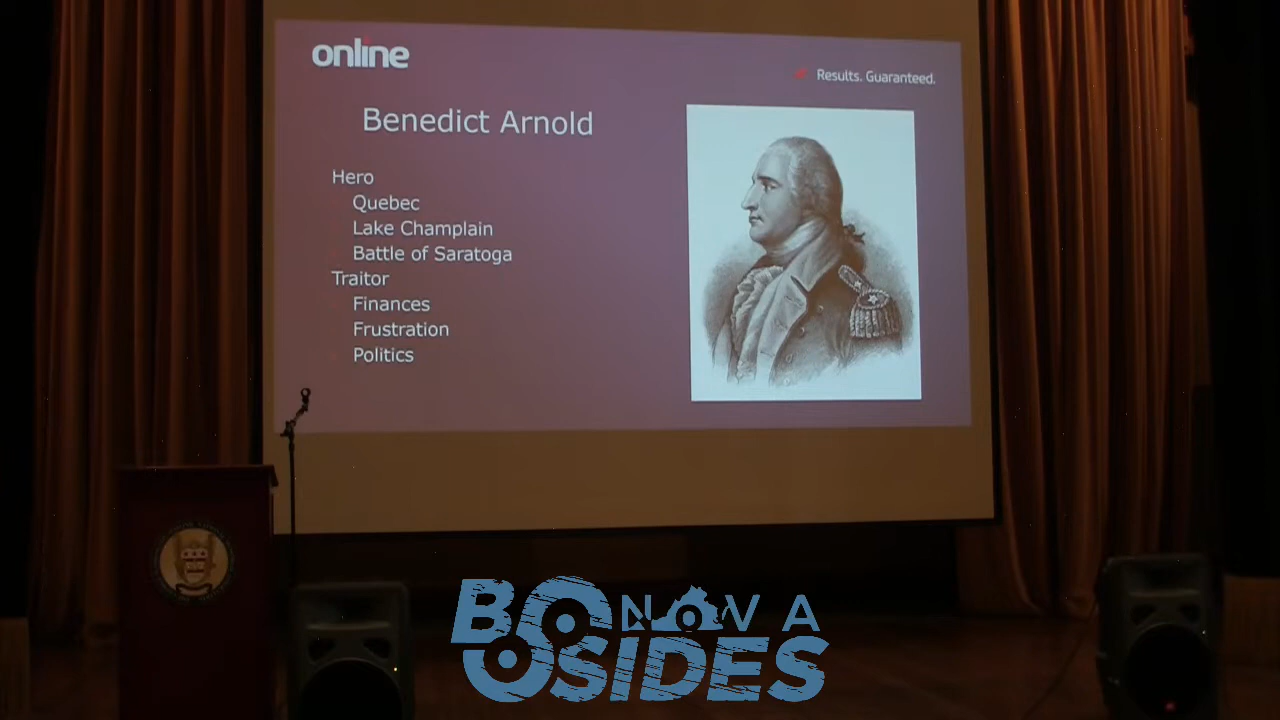 online
Results. Guaranteed.
Benedict Arnold
Hero
Quebec
Lake Champlain
Battle of Saratoga
Traitor
Finances
Frustration
Politics
NOVA
BSIDES